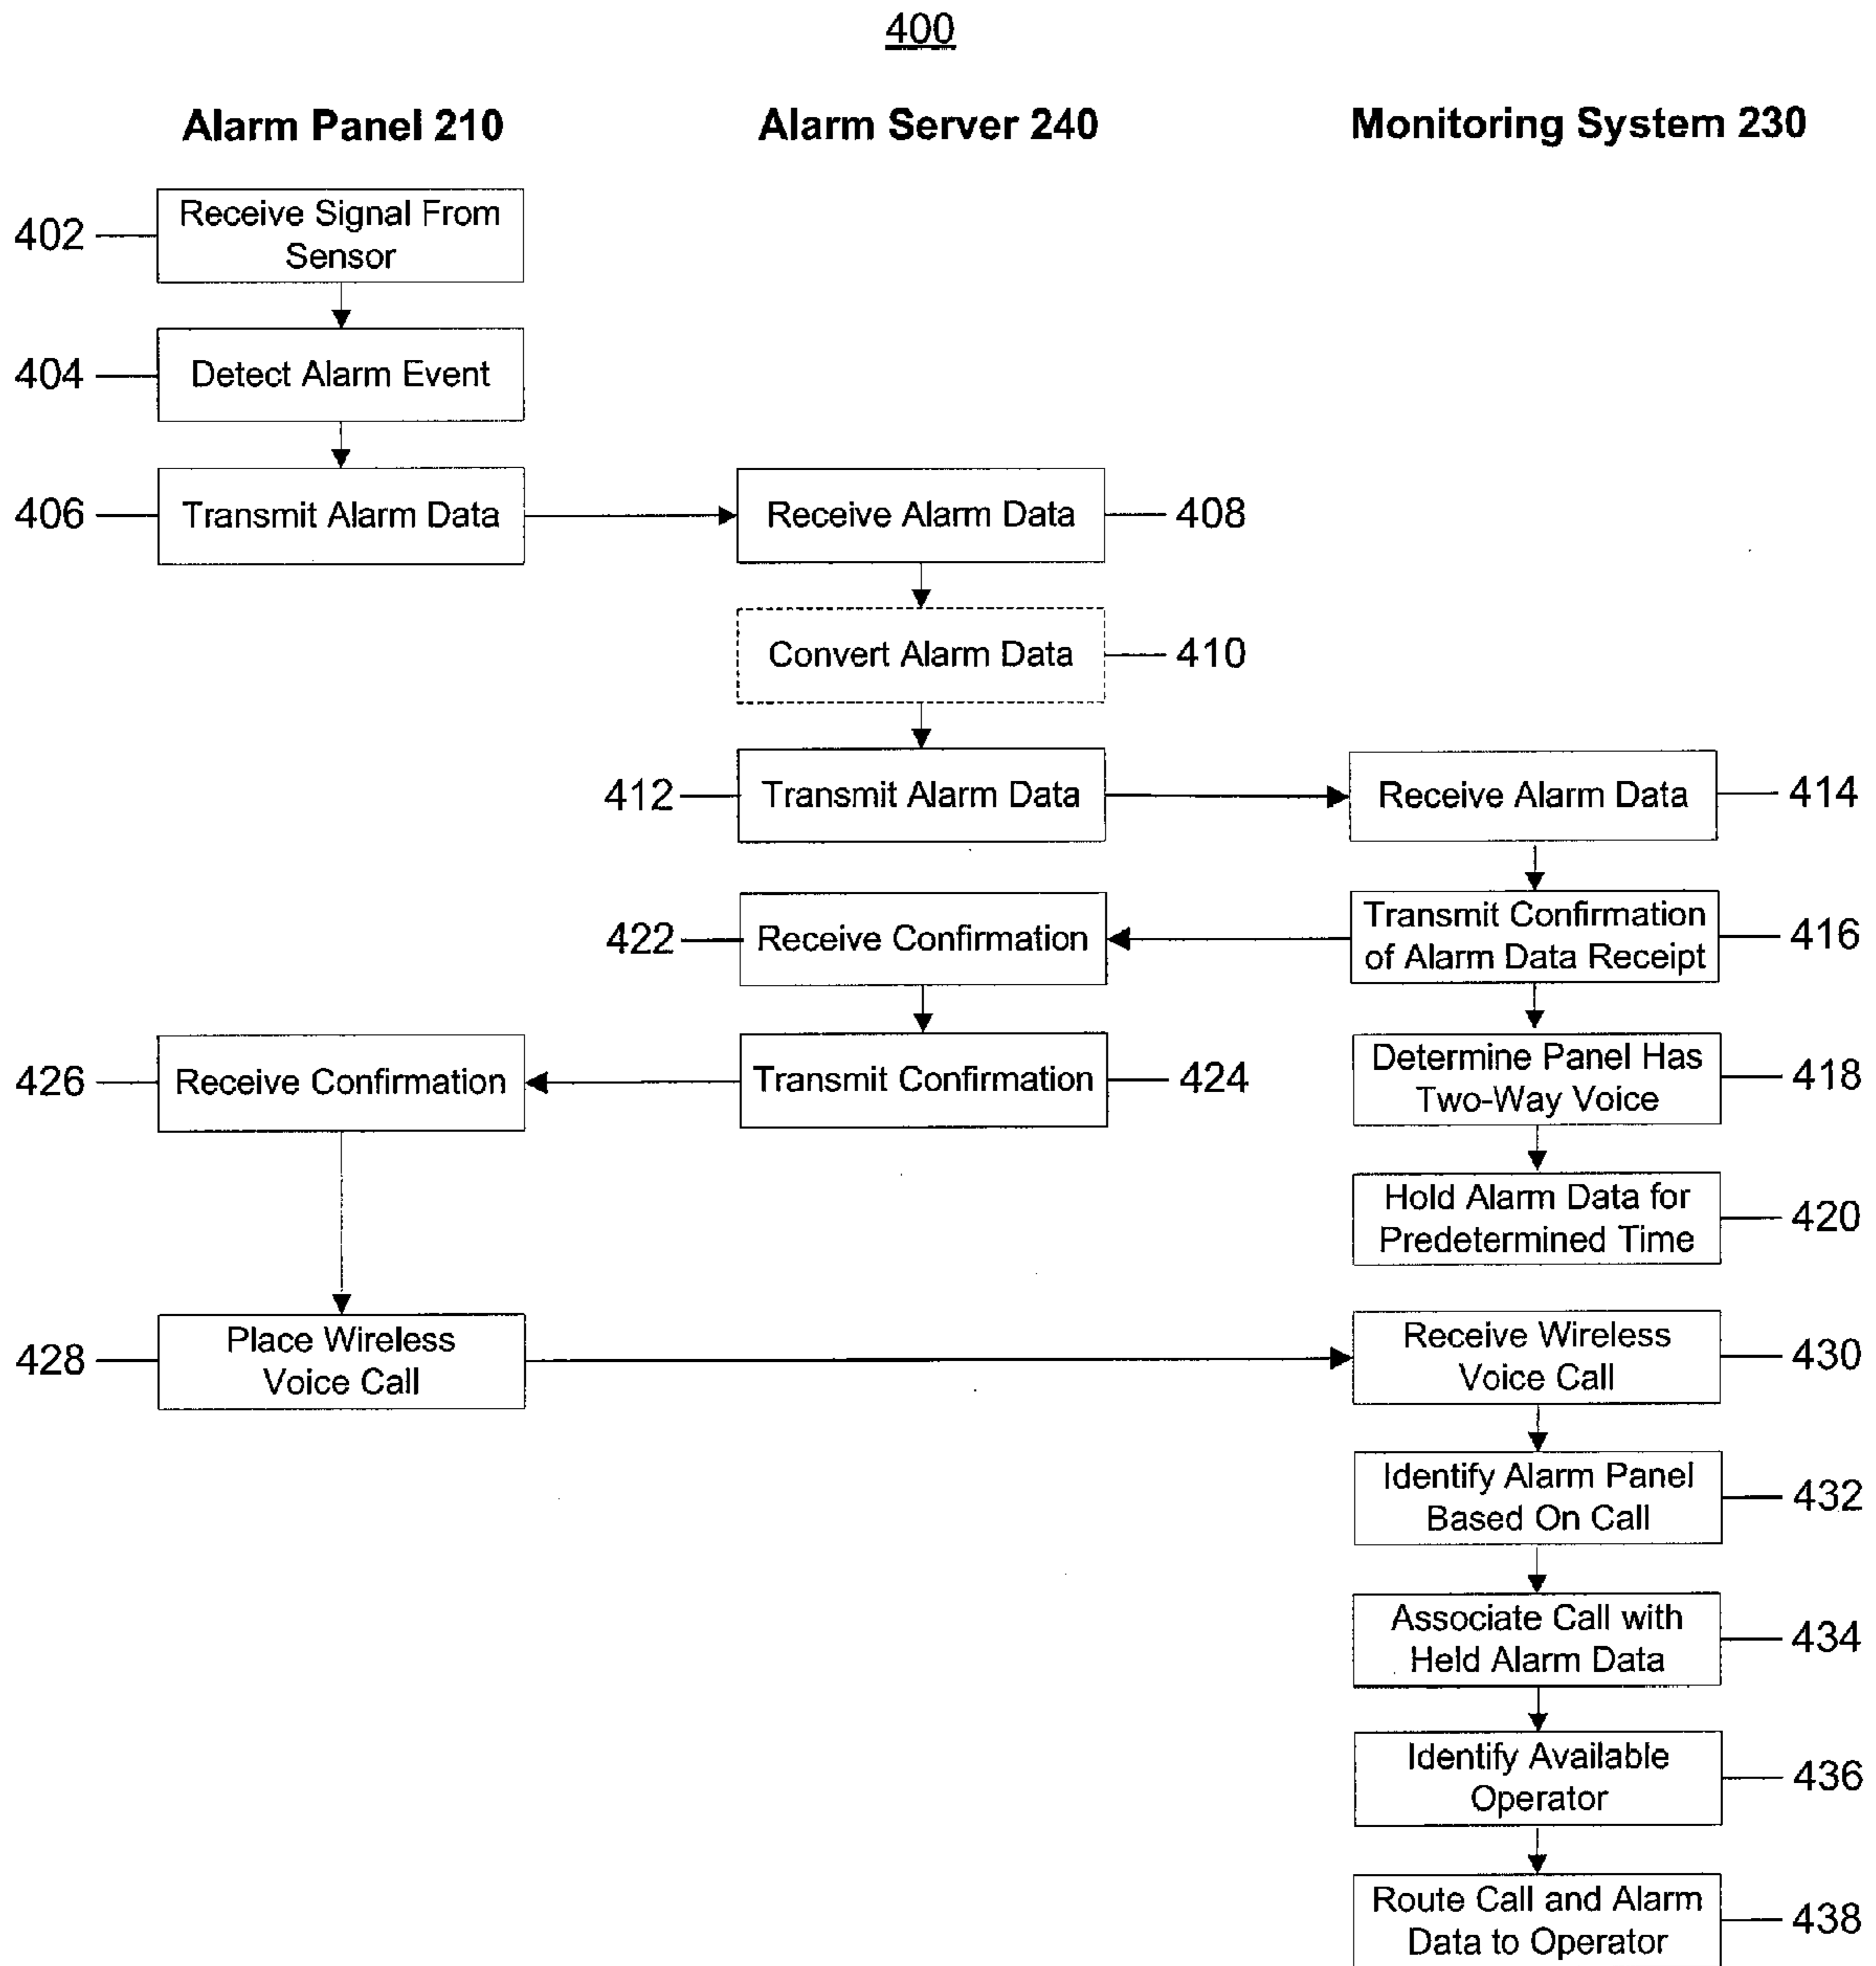 400
Alarm Panel 210
Alarm Server 240
Monitoring System 230
402
Receive Signal From
Sensor
404
Detect Alarm Event
406
Transmit Alarm Data
Receive Alarm Data
408
Convert Alarm Data
410
412
Transmit Alarm Data
Receive Alarm Data
414
422
Receive Confirmation
Transmit Confirmation
of Alarm Data Receipt
416
426
Receive Confirmation
Transmit Confirmation
424
Determine Panel Has
Two-Way Voice
418
Hold Alarm Data for
Predetermined Time
420
428
Place Wireless
Voice Call
Receive Wireless
Voice Call
430
Identify Alarm Panel
Based On Call
432
Associate Call with
Held Alarm Data
434
Identify Available
Operator
436
Route Call and Alarm
Data to Operator
438